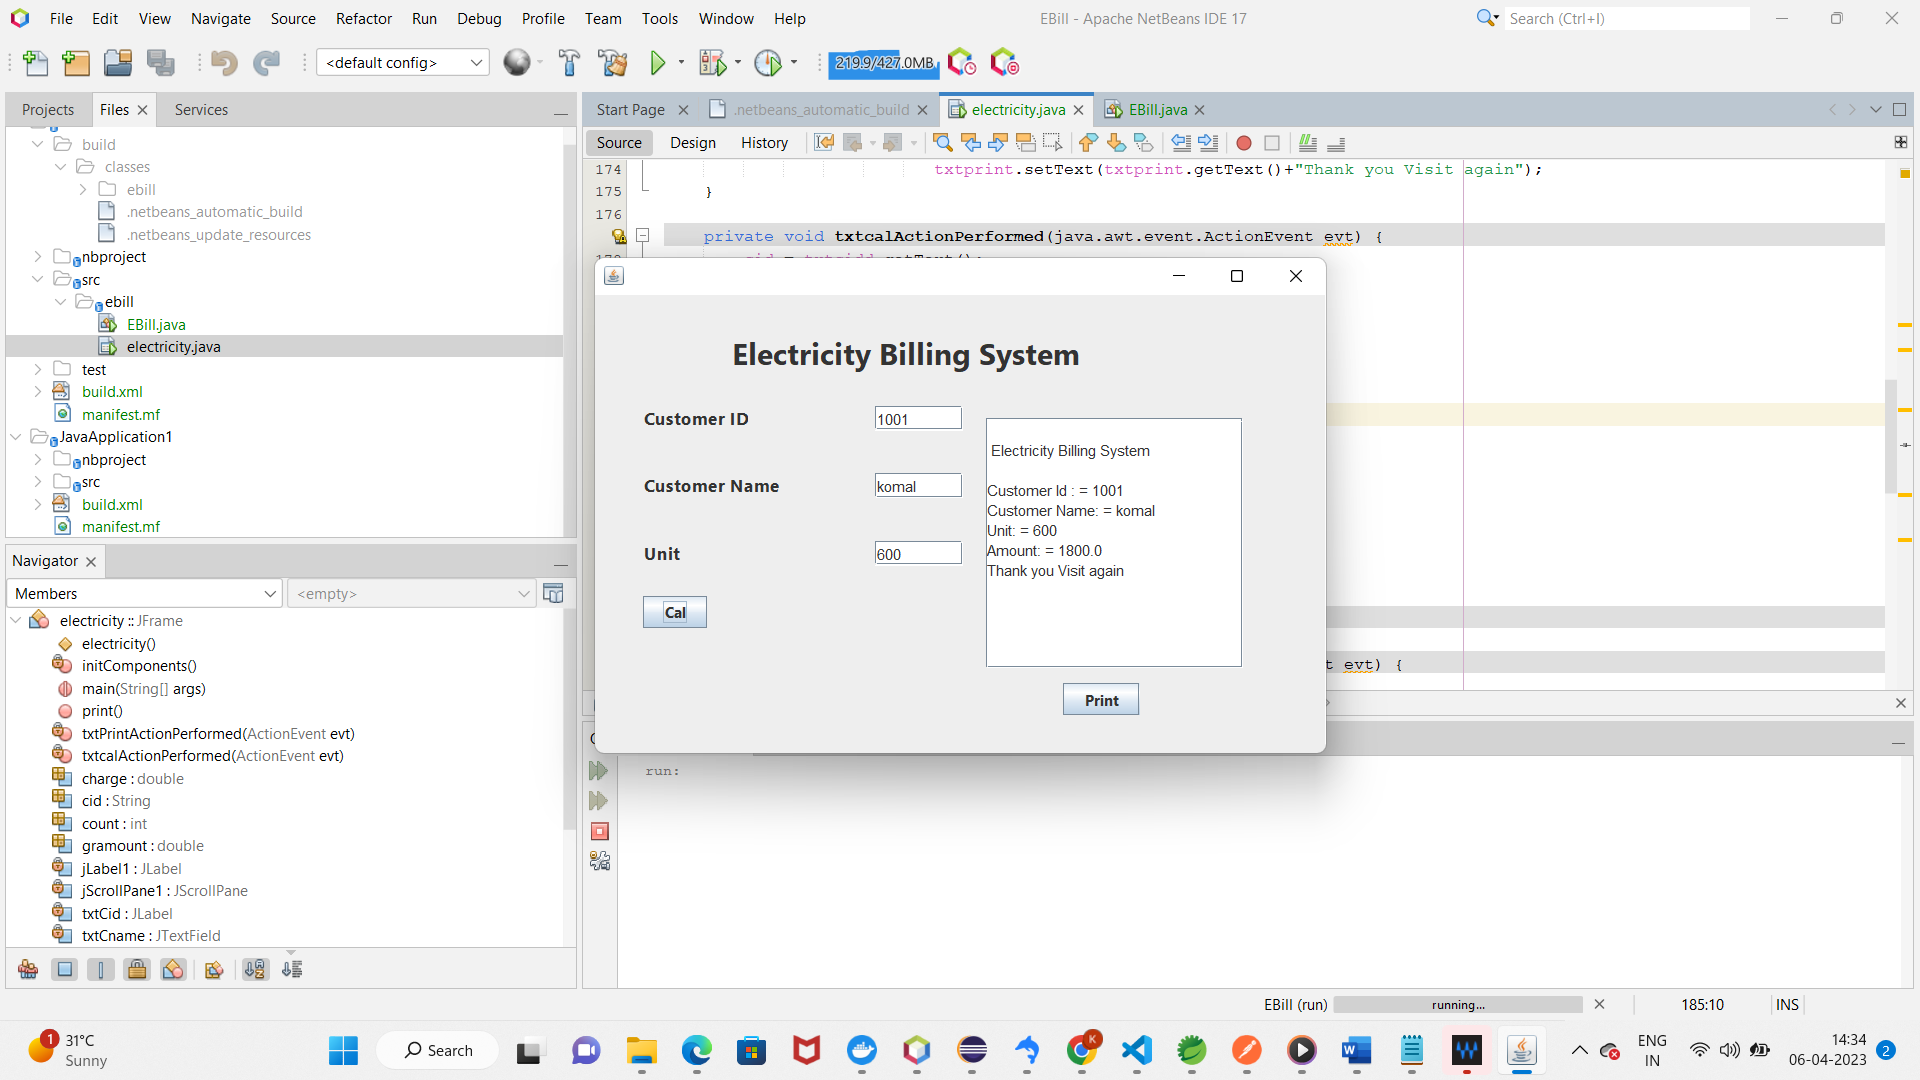 File Edit View Navigate Source Refactor Run Debug Profile Team Tools Window Help
EBill - Apache NetBeans IDE 17
Search (Ctrl+I)
<default config>
219.9/427.0MB
Projects Files Services
build
classes
ebill
.netbeans_automatic_build
.netbeans_update_resources
nbproject
src
ebill
EBill.java
electricity.java
test
build.xml
manifest.mf
JavaApplication1
nbproject
src
build.xml
manifest.mf
Navigator
Members
<empty>
electricity :: JFrame
electricity()
initComponents()
main(String[] args)
print()
txtPrintActionPerformed(ActionEvent evt)
txtcalActionPerformed(ActionEvent evt)
charge : double
cid : String
count : int
gramount : double
jLabel1 : JLabel
jScrollPane1 : JScrollPane
txtCid : JLabel
txtCname : JTextField
Start Page .netbeans_automatic_build electricity.java EBill.java
Source Design History
174 txtprint.setText(txtprint.getText()+"Thank you Visit again");
175 }
176
private void txtcalActionPerformed(java.awt.event.ActionEvent evt) {
Electricity Billing System
Customer ID 1001
Customer Name komal
Unit 600
Cal
Electricity Billing System
Customer Id : = 1001
Customer Name: = komal
Unit: = 600
Amount: = 1800.0
Thank you Visit again
Print
t evt) {
run:
EBill (run) running... 185:10 INS
1
31°C
Sunny
Search
K
ENG
IN
14:34
06-04-2023
2